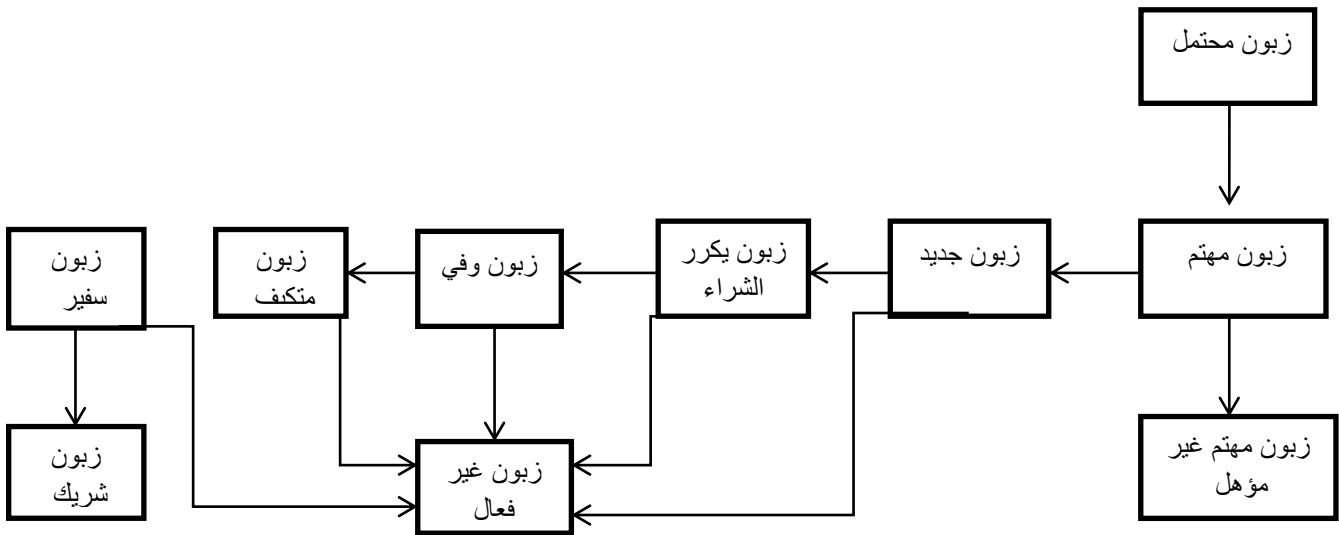 زبون محتمل
زبون مهتم
زبون جديد
زبون يكرر
الشراء
زبون وفي
زبون
متكيف
زبون
سفير
زبون مهتم غير
مؤهل
زبون غير
فعال
زبون
شريك